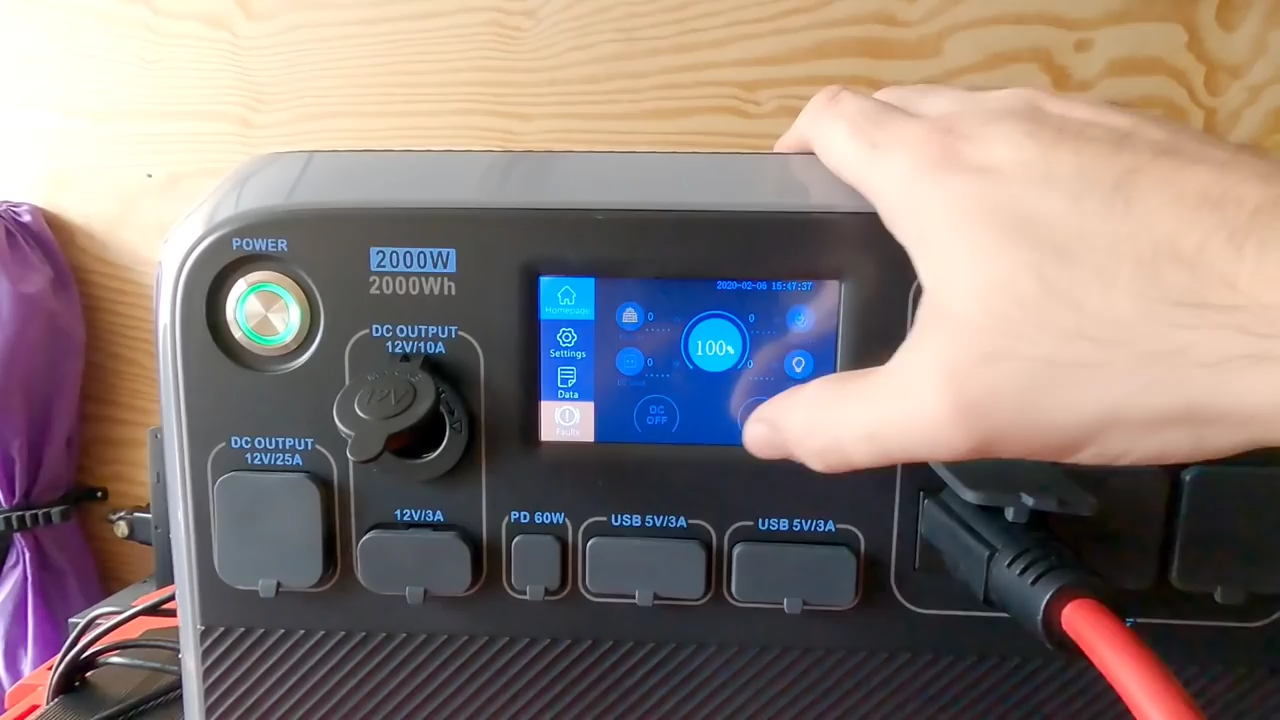 POWER
2000W
2000Wh
DC OUTPUT
12V/10A
12V
DC OUTPUT
12V/25A
12V/3A
PD 60W
USB 5V/3A
USB 5V/3A
2020-02-06 15:47:37
Homepage
Settings
Data
Faults
0
0
100%
0
0
DC
OFF